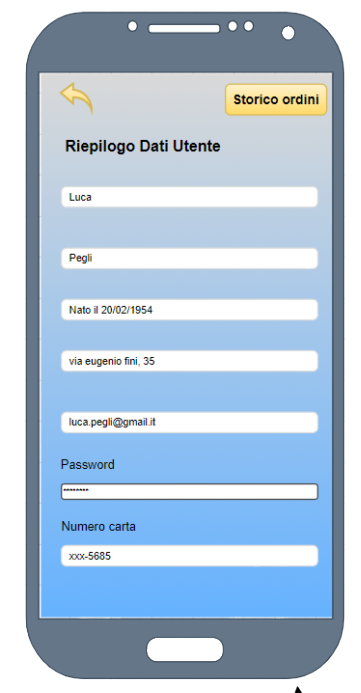 Storico ordini
Riepilogo Dati Utente
Luca
Pegli
Nato il 20/02/1954
via eugenio fini, 35
luca.pegli@gmail.it
Password
********
Numero carta
xxx-5685